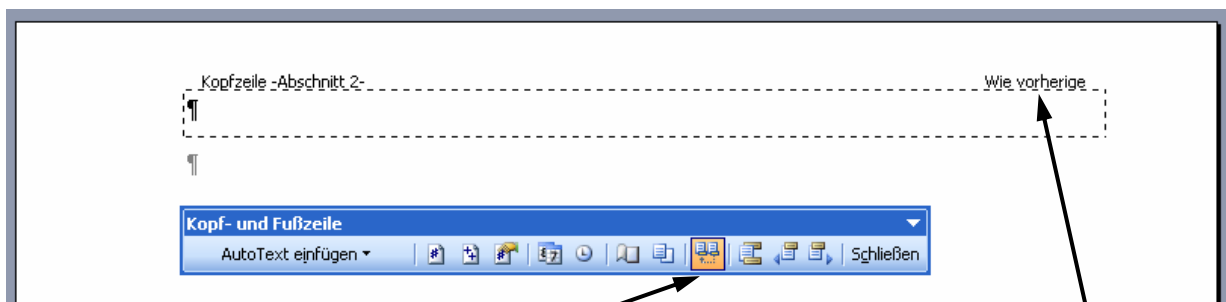 Kopfzeile -Abschnitt 2- Wie vorherige
¶
¶
Kopf- und Fußzeile
AutoText einfügen Schließen